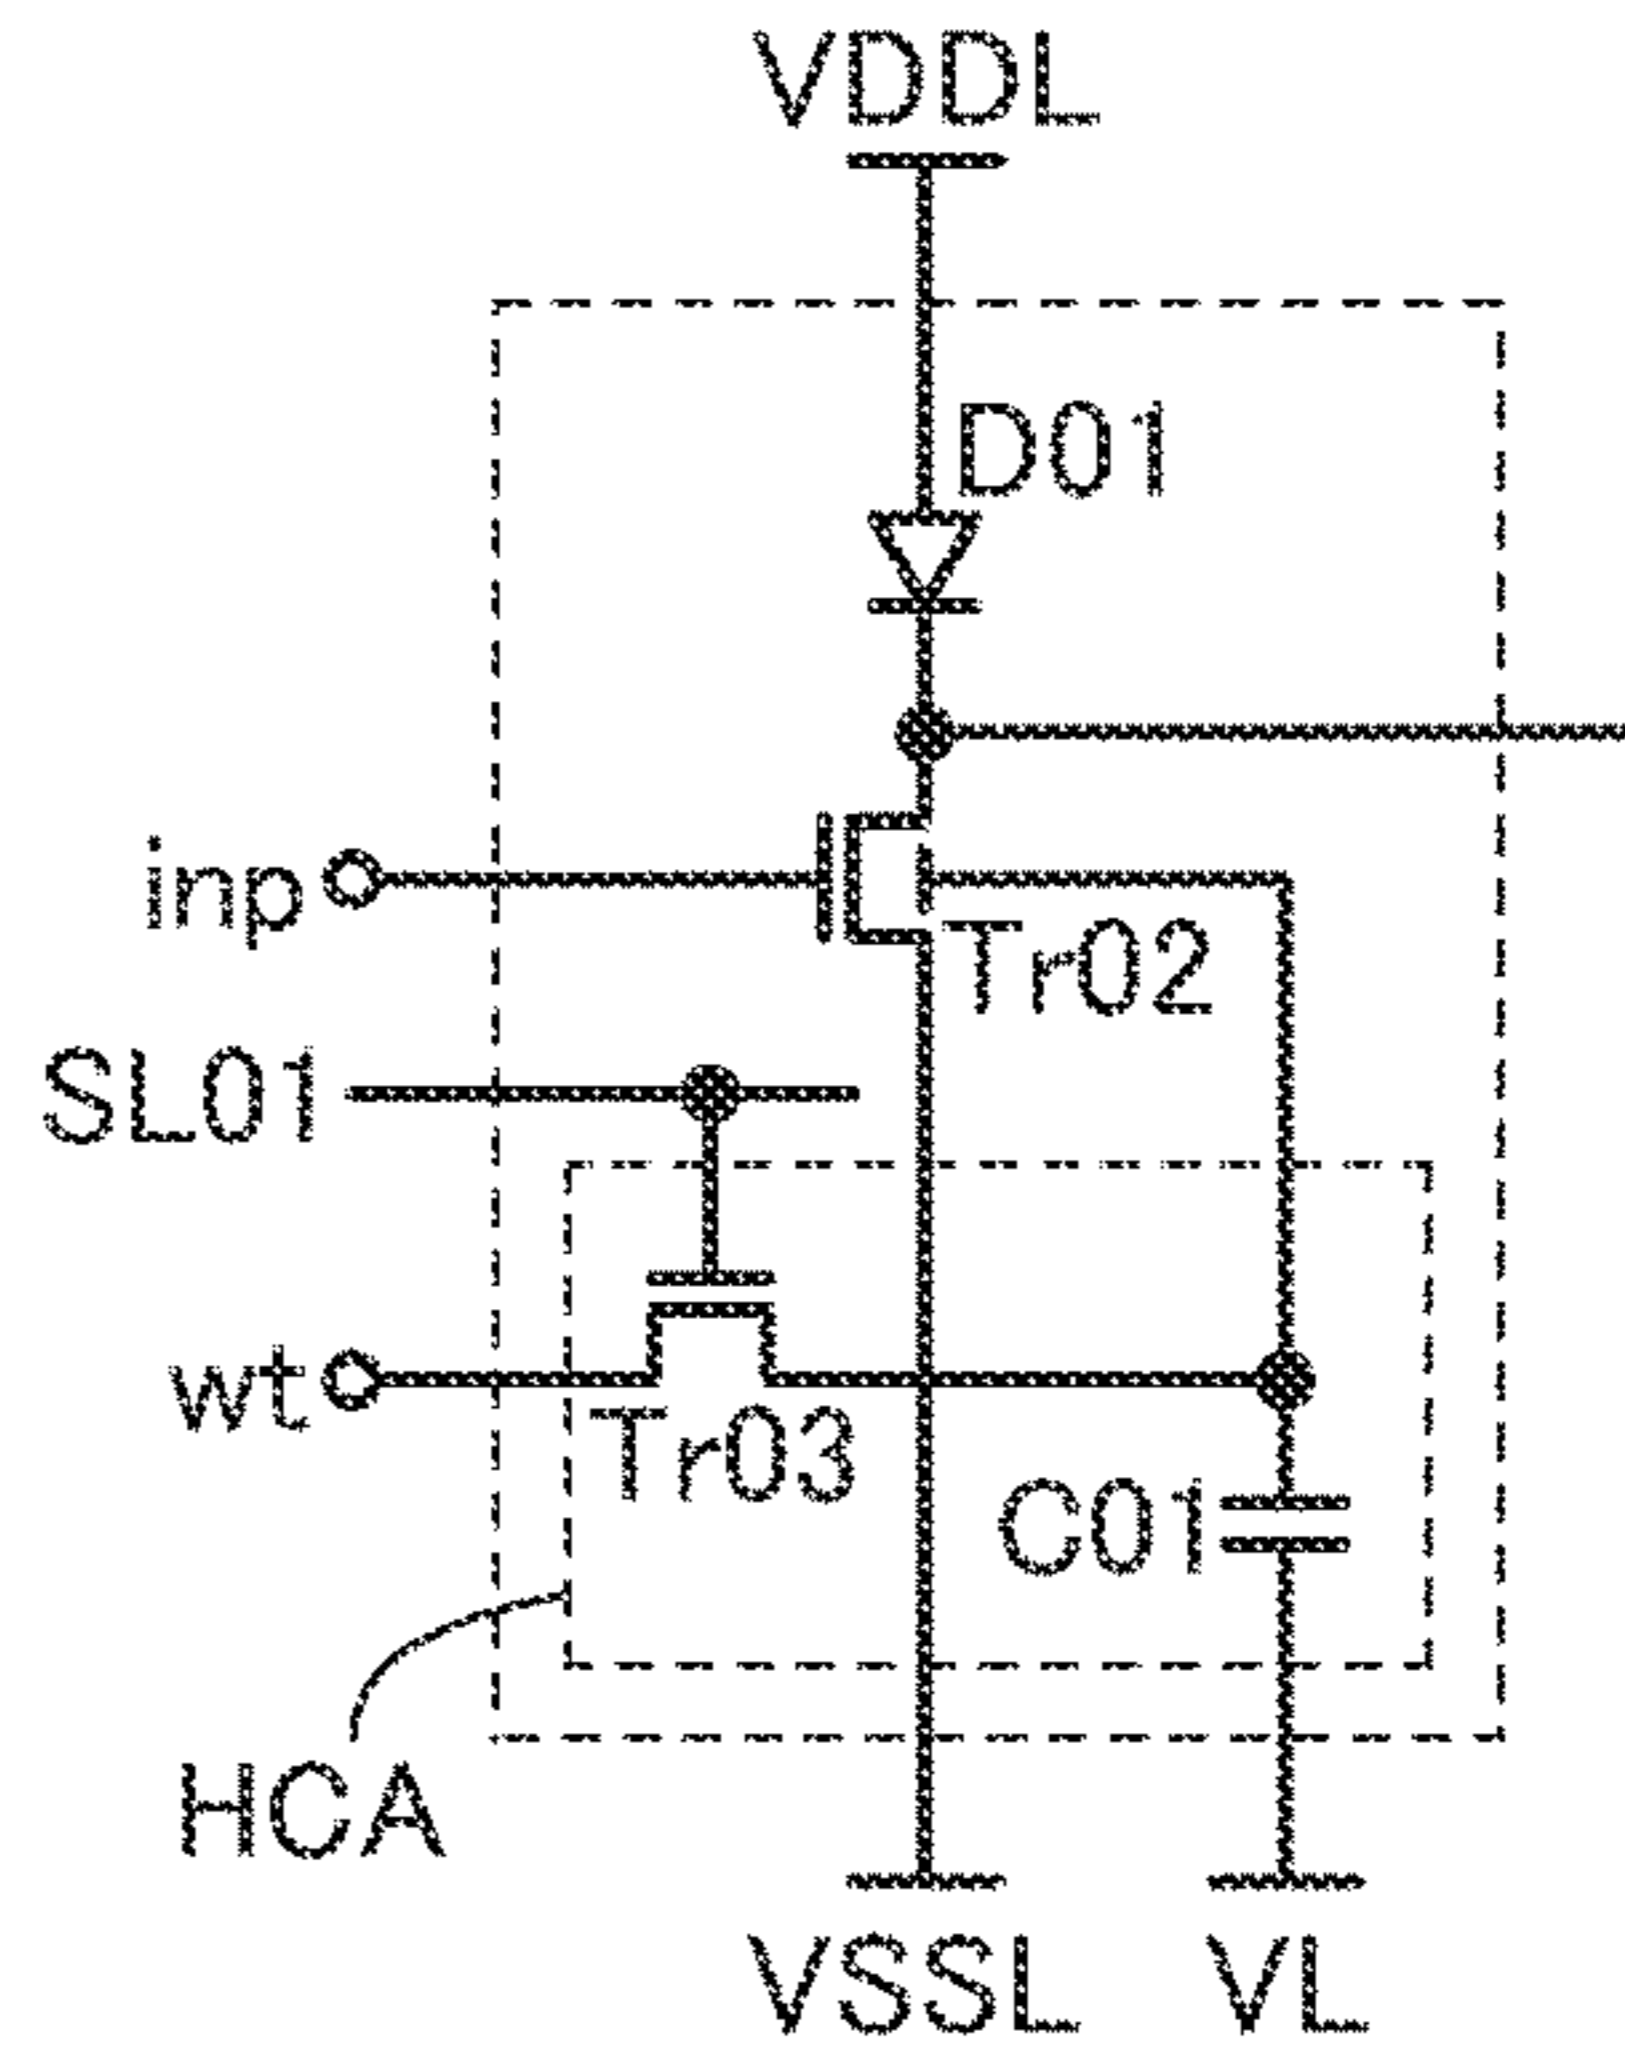 VDDL
D01
inp
Tr02
SL01
wt
Tr03
C01
HCA
VSSL
VL